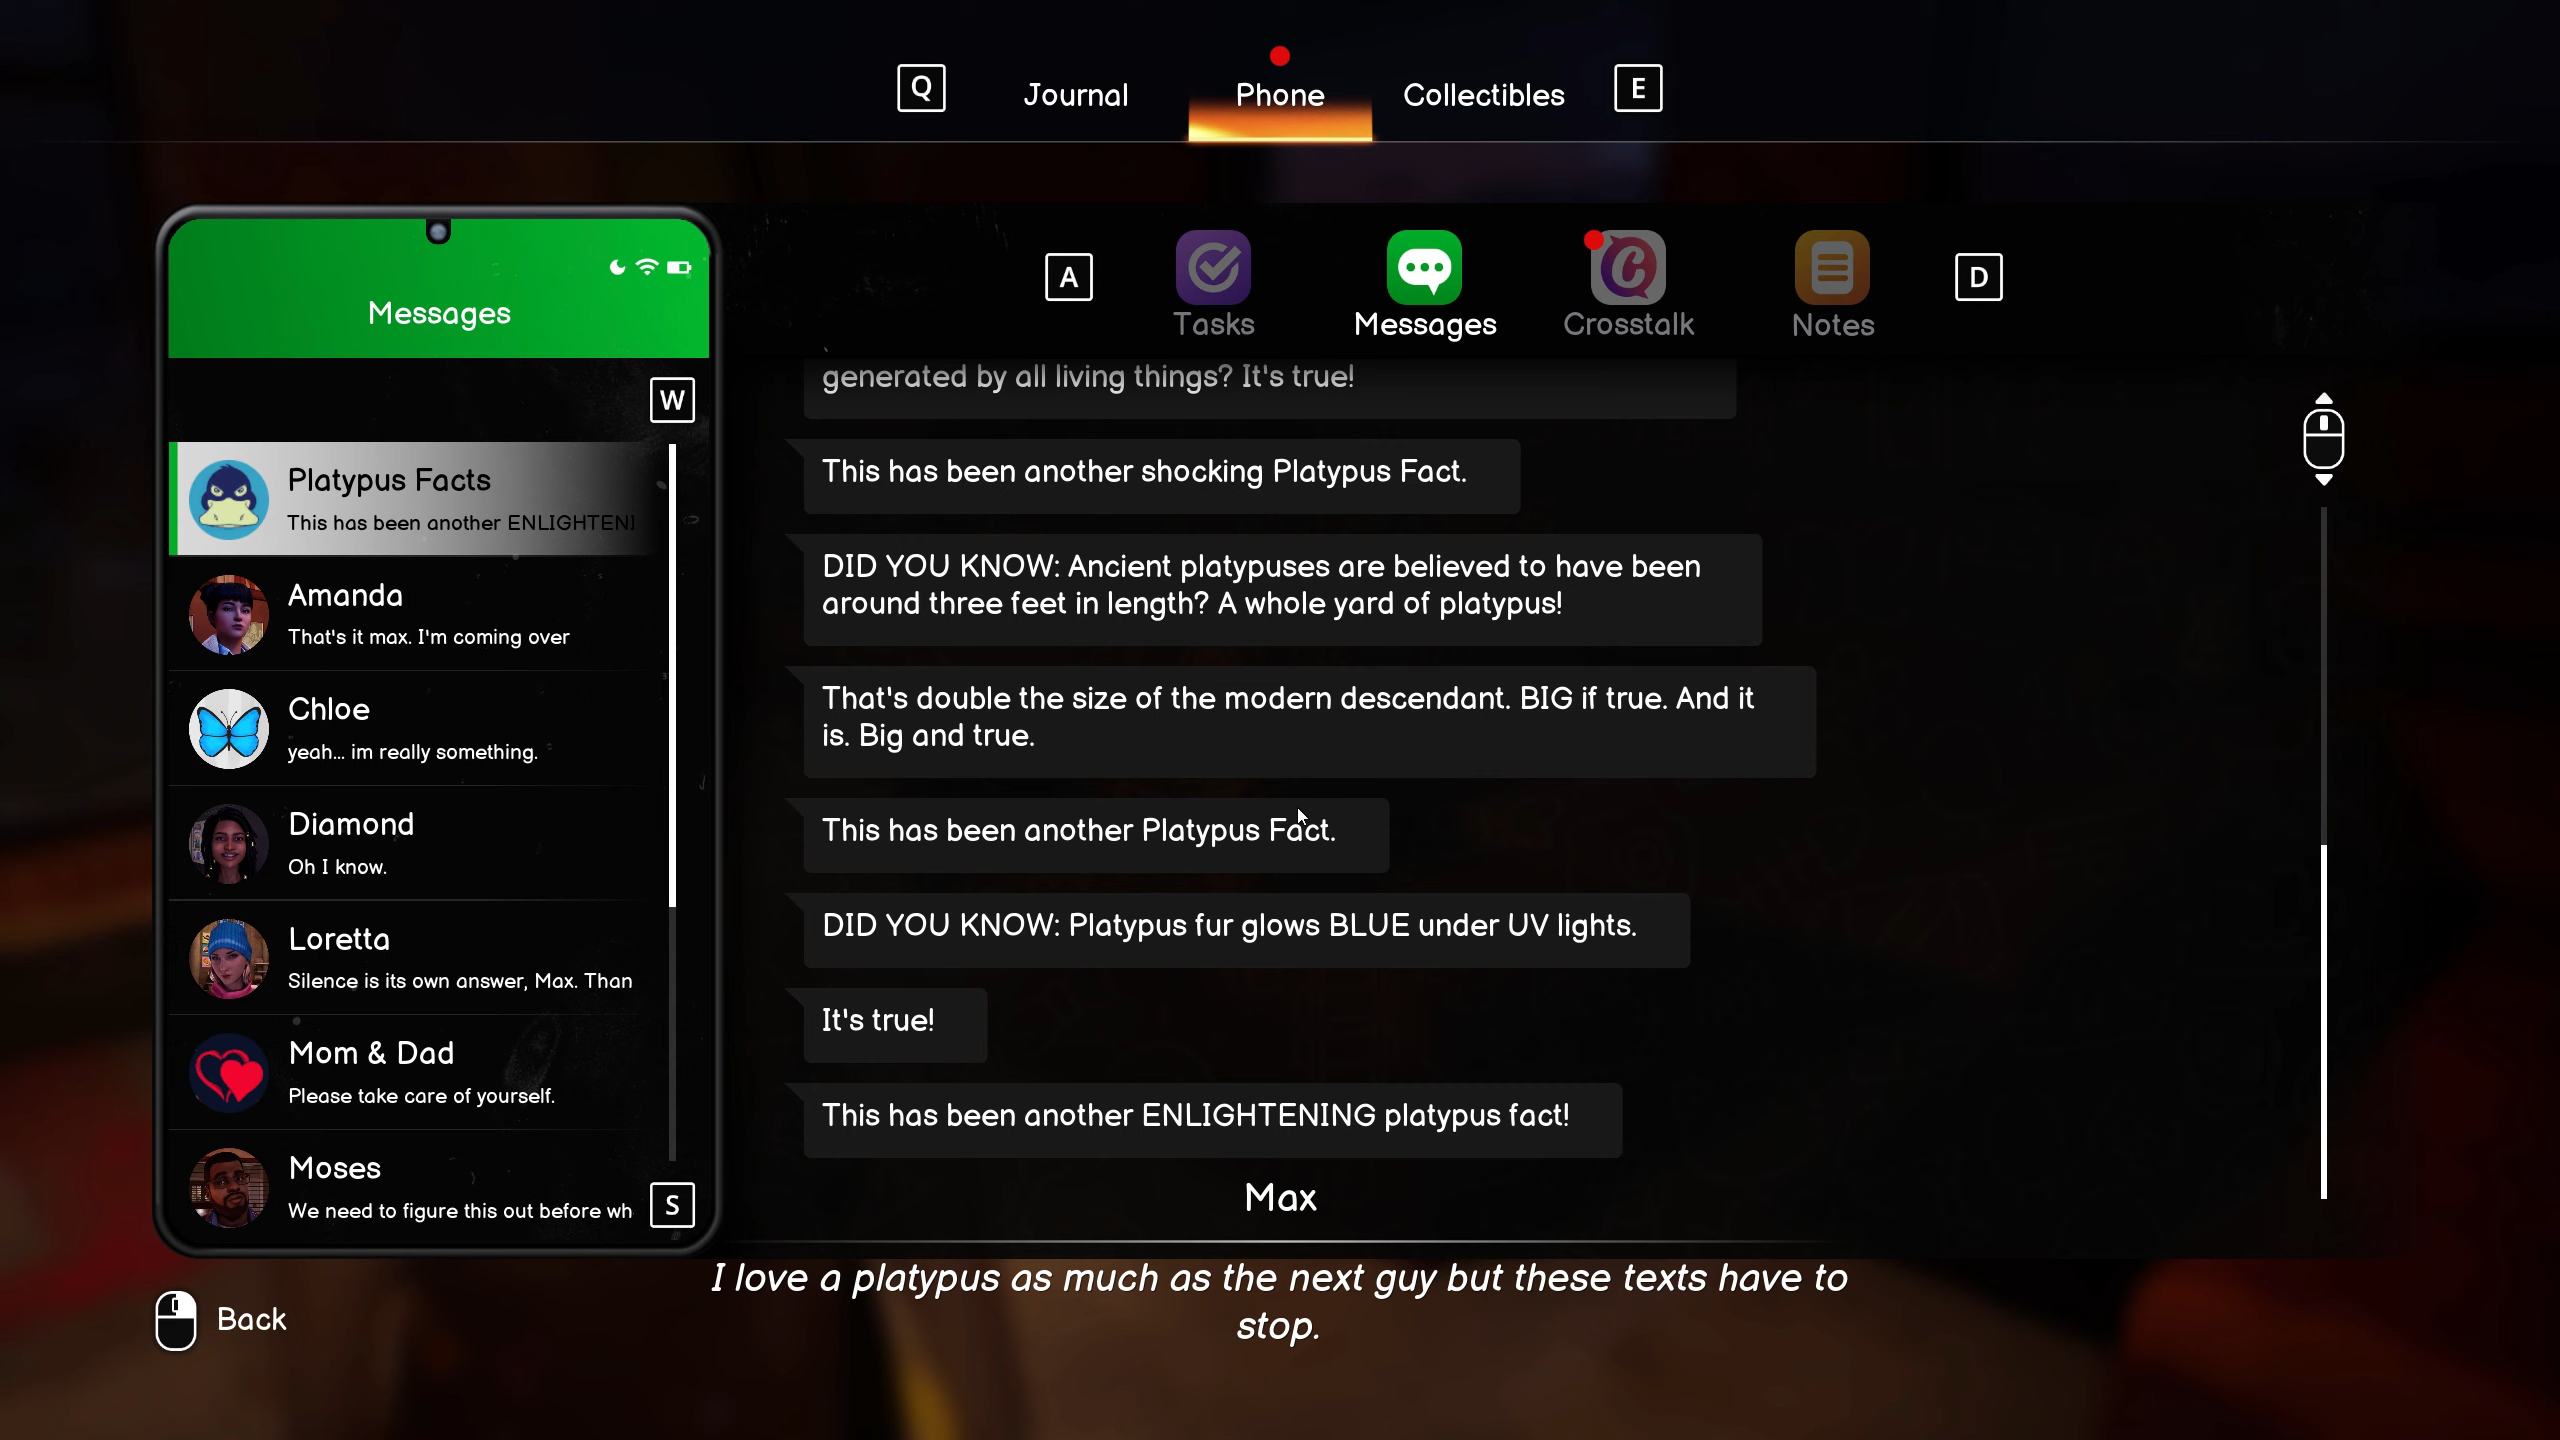 Q
Journal
Phone
Collectibles
E
Messages
W
Platypus Facts
This has been another ENLIGHTENI
Amanda
That's it max. I'm coming over
Chloe
yeah... im really something.
Diamond
Oh I know.
Loretta
Silence is its own answer, Max. Than
Mom & Dad
Please take care of yourself.
Moses
We need to figure this out before wh
S
A
Tasks
Messages
Crosstalk
Notes
D
generated by all living things? It's true!
This has been another shocking Platypus Fact.
DID YOU KNOW: Ancient platypuses are believed to have been
around three feet in length? A whole yard of platypus!
That's double the size of the modern descendant. BIG if true. And it
is. Big and true.
This has been another Platypus Fact.
DID YOU KNOW: Platypus fur glows BLUE under UV lights.
It's true!
This has been another ENLIGHTENING platypus fact!
Max
I love a platypus as much as the next guy but these texts have to
stop.
Back